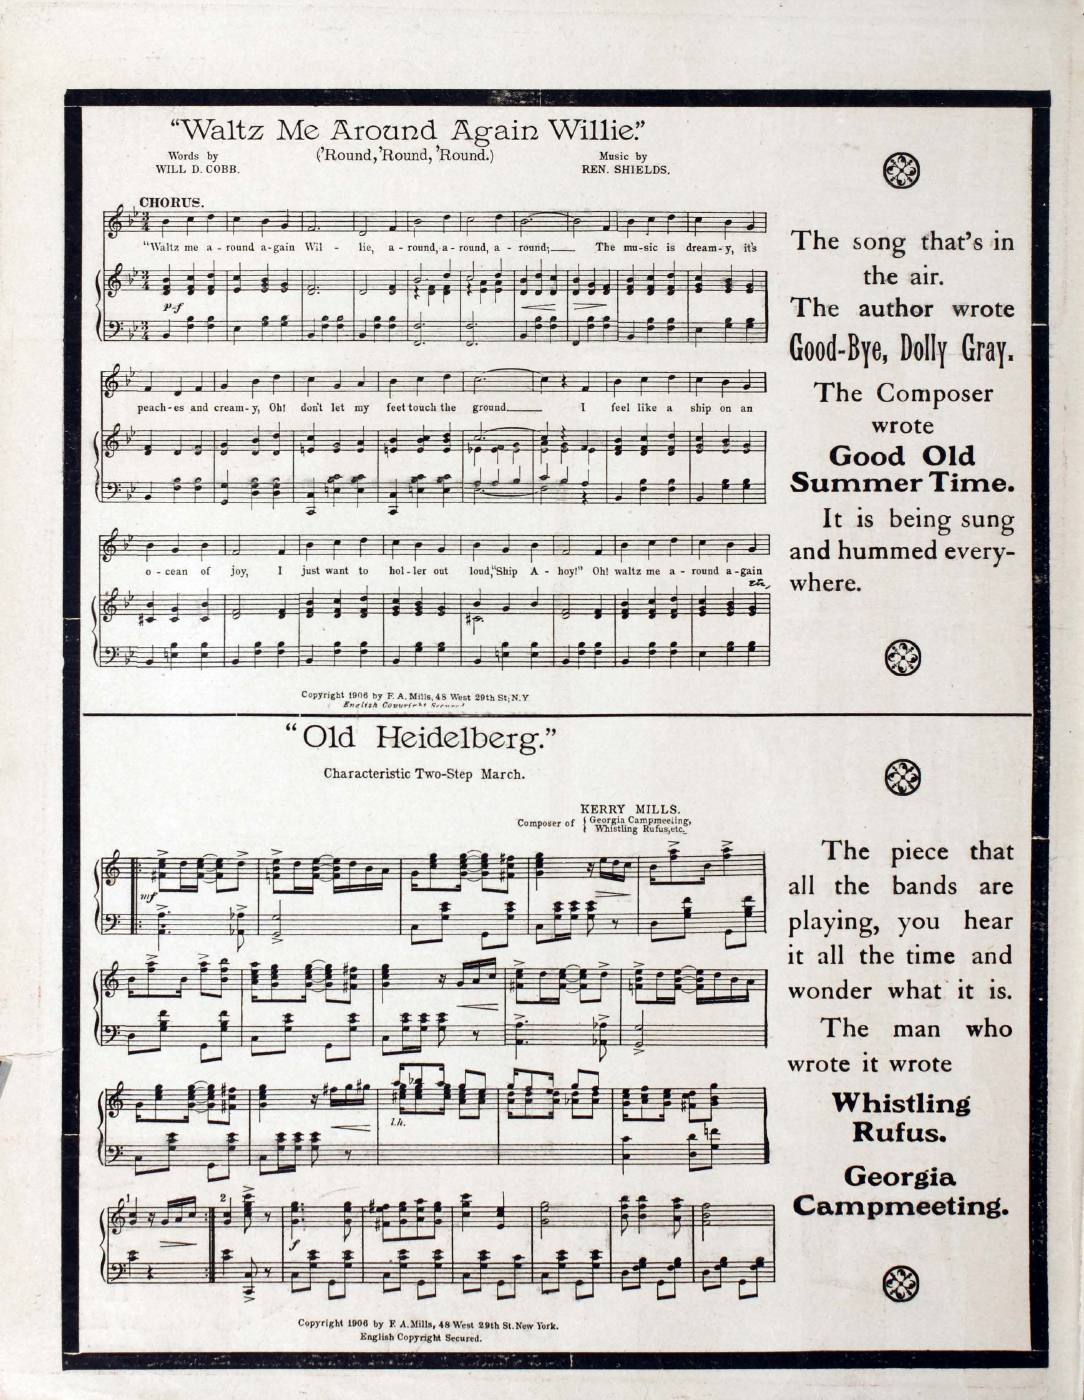 "Waltz Me Around Again Willie."
('Round, 'Round, 'Round.)
Words by
WILL D. COBB.
Music by
REN. SHIELDS.
CHORUS.
"Waltz me a - round a - gain Wil - lie, a - round, a - round, a - round; The mu - sic is dream - y, it's
p-f
peach - es and cream - y, Oh! don't let my feet touch the ground I feel like a ship on an
o - cean of joy, I just want to hol - ler out loud, "Ship A - hoy!" Oh! waltz me a - round a - gain
etc.
Copyright 1906 by F. A. Mills, 48 West 29th St; N.Y
English Copyright Secured
The song that's in
the air.
The author wrote
Good-Bye, Dolly Gray.
The Composer
wrote
Good Old
Summer Time.
It is being sung
and hummed every-
where.
"Old Heidelberg."
Characteristic Two-Step March.
KERRY MILLS.
Composer of { Georgia Campmeeting,
Whistling Rufus, etc.
mf
l.h.
1
2
f
Copyright 1906 by F. A. Mills, 48 West 29th St. New York.
English Copyright Secured.
The piece that
all the bands are
playing, you hear
it all the time and
wonder what it is.
The man who
wrote it wrote
Whistling
Rufus.
Georgia
Campmeeting.